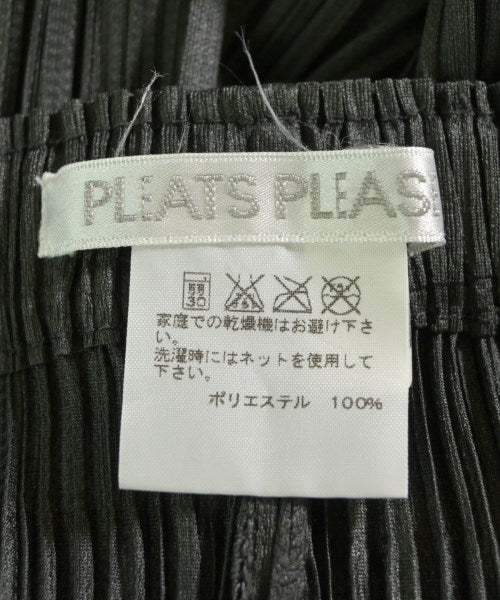 PLEATS PLEASE
弱
30
家庭での乾燥機はお避け下さ
い。
洗濯時にはネットを使用して
下さい。
ポリエステル 100%